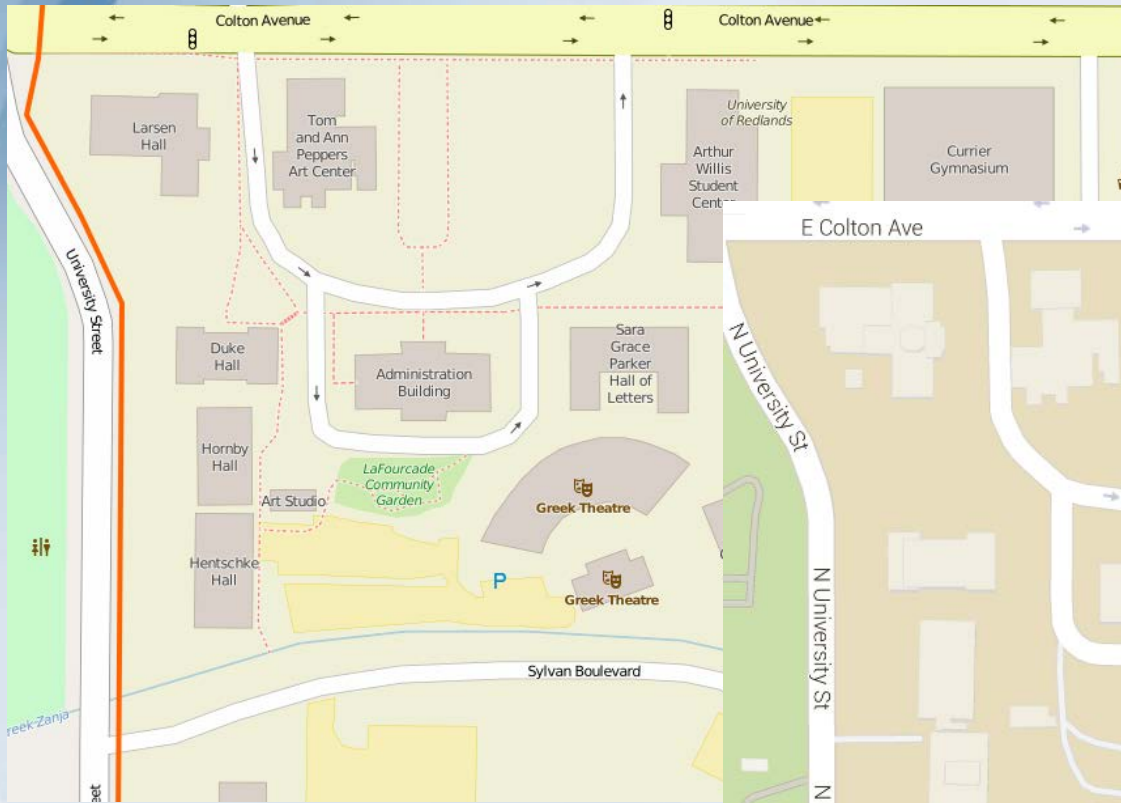 Colton Avenue
Colton Avenue
Larsen
Hall
Tom
and Ann
Peppers
Art Center
University
of Redlands
Arthur
Willis
Student
Center
Currier
Gymnasium
University Street
Duke
Hall
Administration
Building
Sara
Grace
Parker
Hall of
Letters
Hornby
Hall
LaFourcade
Community
Garden
Art Studio
Greek Theatre
Hentschke
Hall
P
Greek Theatre
Sylvan Boulevard
E Colton Ave
N University St
N University St
N